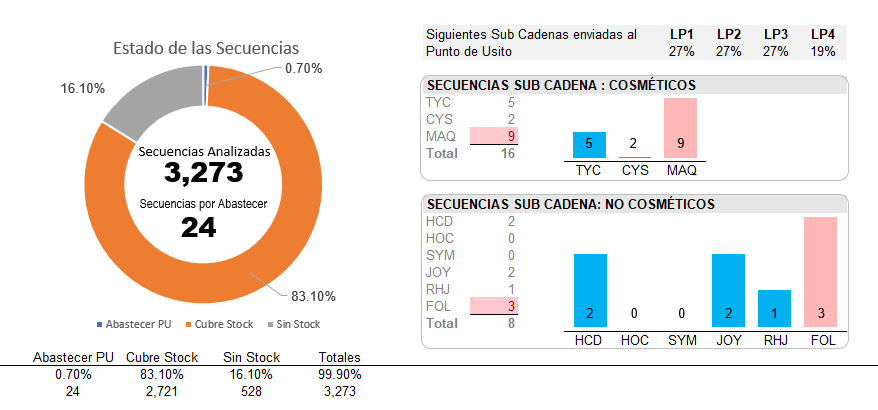 Estado de las Secuencias
0.70%
16.10%
Secuencias Analizadas
3,273
Secuencias por Abastecer
24
83.10%
Abastecer PU Cubre Stock Sin Stock
Abastecer PU Cubre Stock Sin Stock Totales
0.70% 83.10% 16.10% 99.90%
24 2,721 528 3,273
Siguientes Sub Cadenas enviadas al LP1 LP2 LP3 LP4
Punto de Usito 27% 27% 27% 19%
SECUENCIAS SUB CADENA : COSMÉTICOS
TYC 5
CYS 2
MAQ 9
Total 16
5 2 9
TYC CYS MAQ
SECUENCIAS SUB CADENA: NO COSMÉTICOS
HCD 2
HOC 0
SYM 0
JOY 2
RHJ 1
FOL 3
Total 8
2 0 0 2 1 3
HCD HOC SYM JOY RHJ FOL